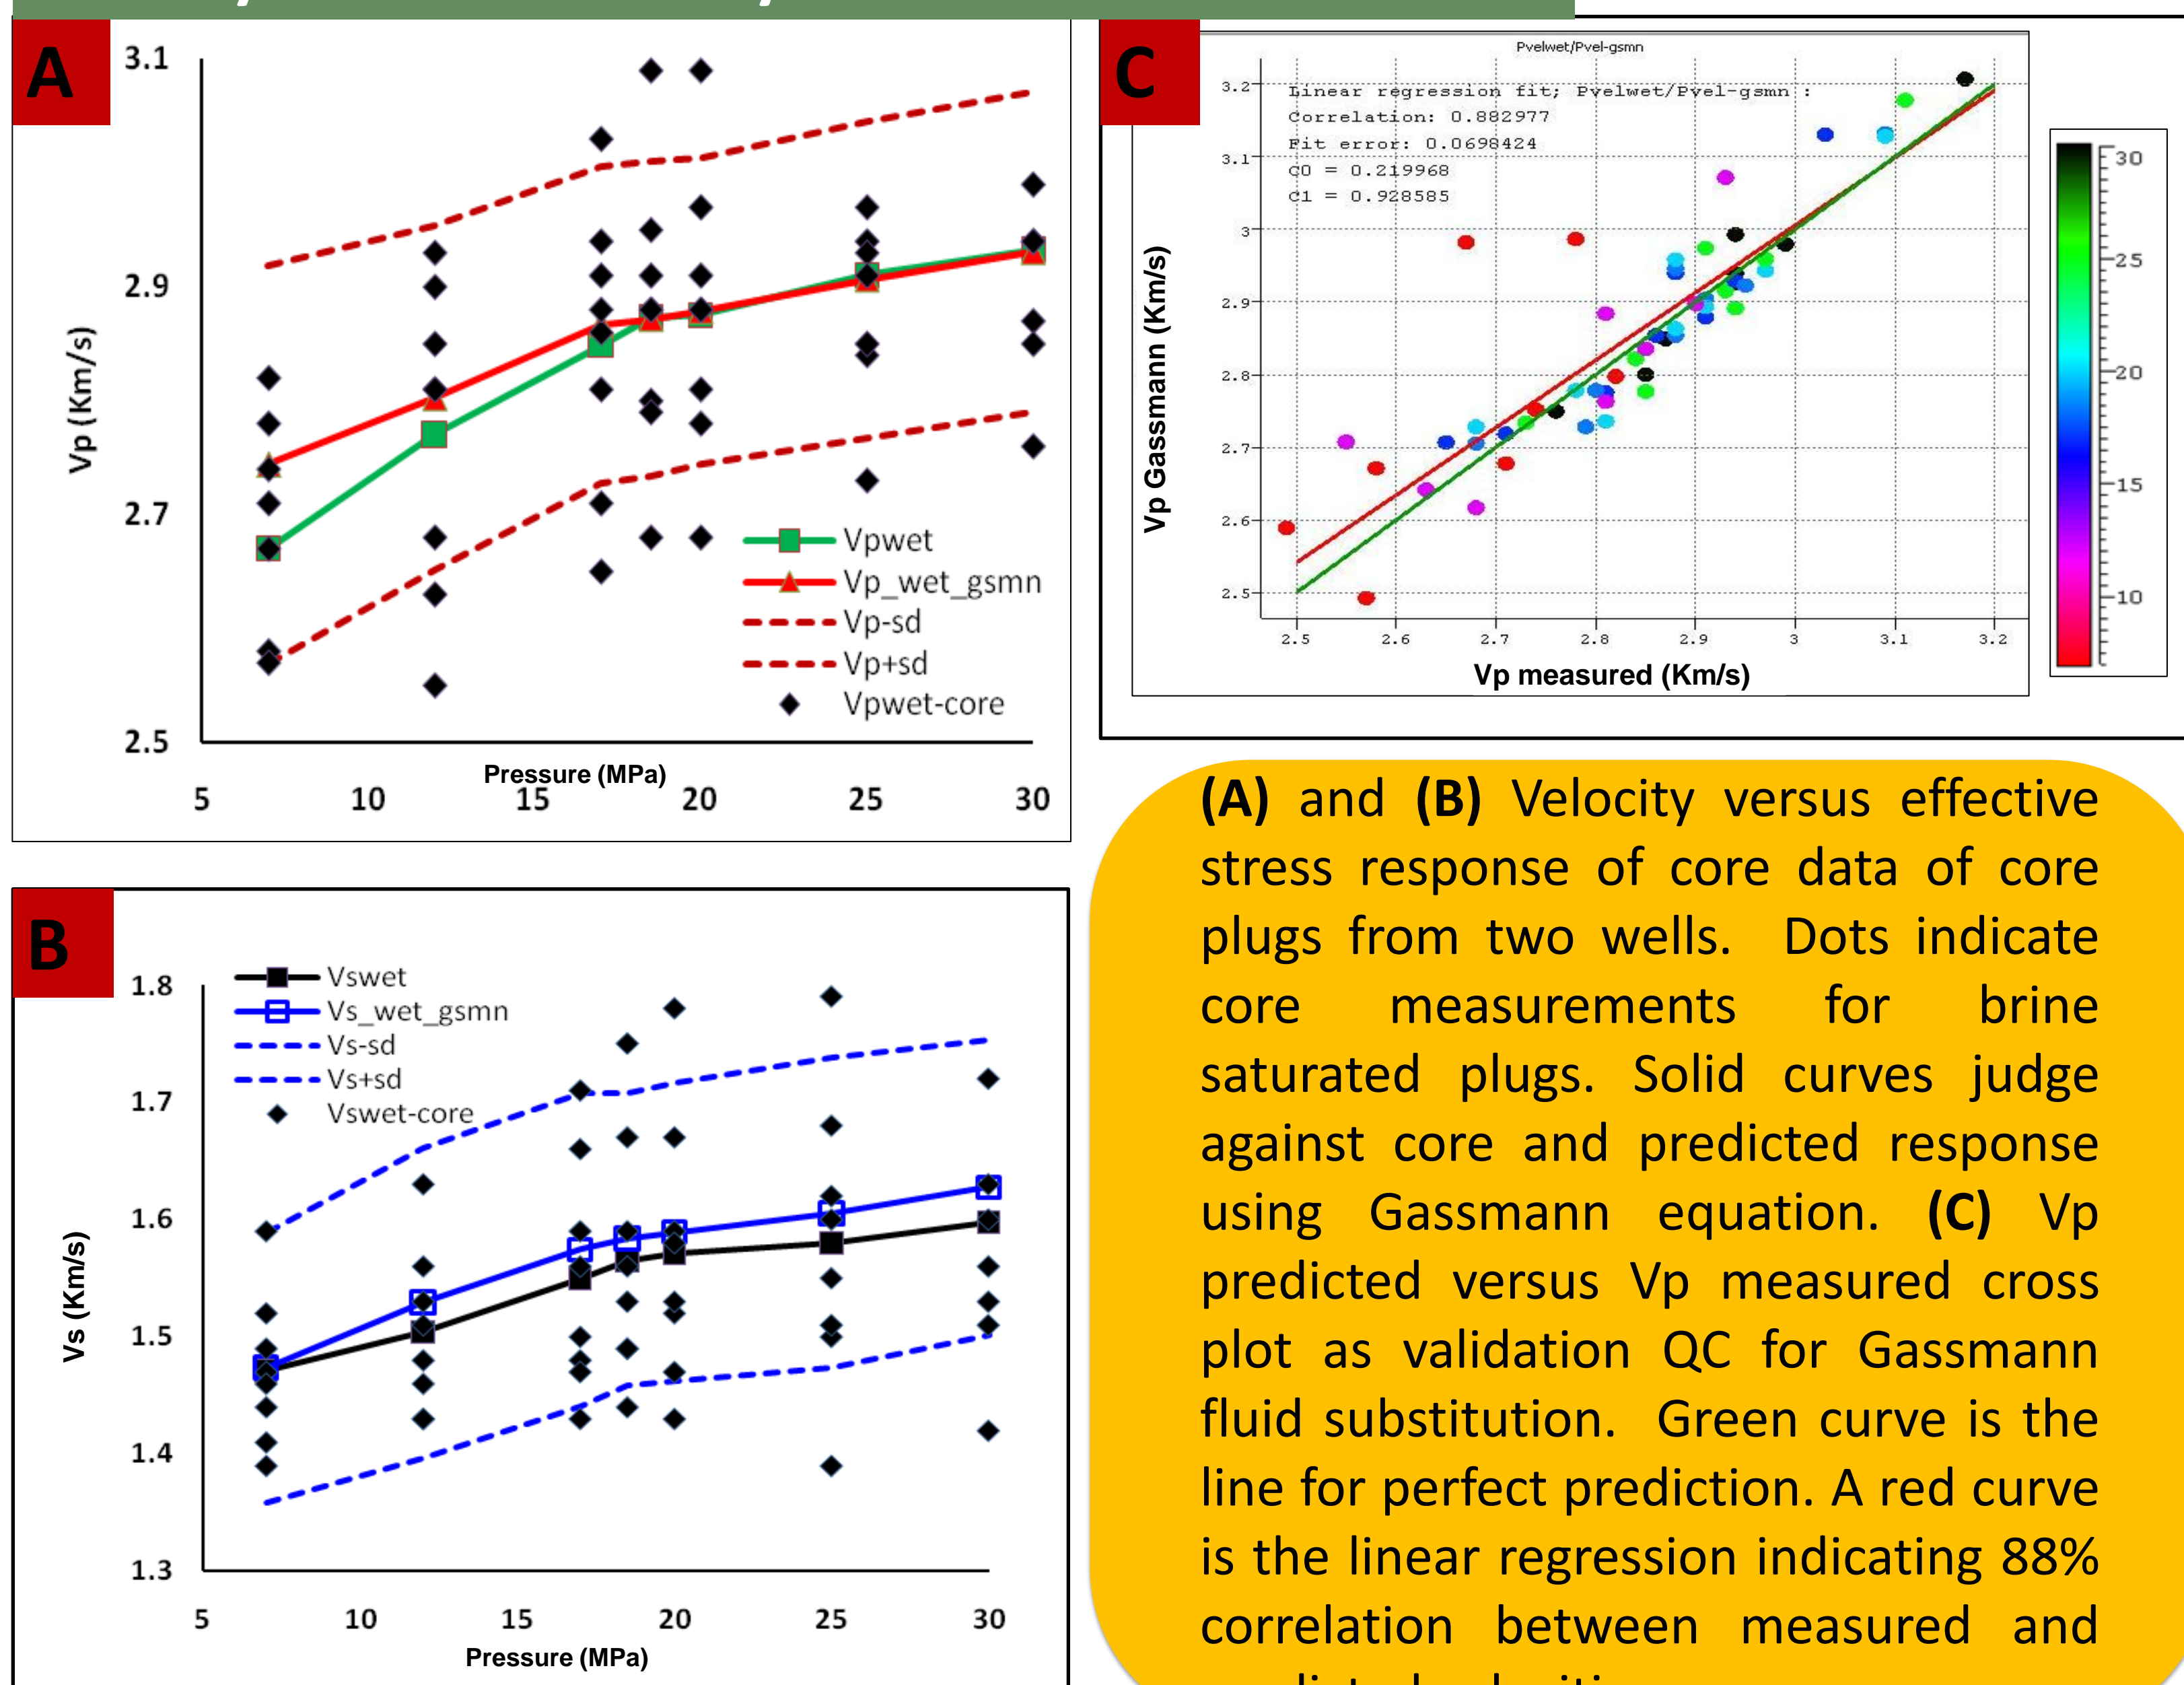 A
3.1
2.9
2.7
2.5
Vp (Km/s)
Vpwet
Vp_wet_gsmn
Vp-sd
Vp+sd
Vpwet-core
Pressure (MPa)
5 10 15 20 25 30
C
Pvelwet/Pvel-gsmn
Linear regression fit; Pvelwet/Pvel-gsmn :
Correlation: 0.882977
Fit error: 0.0698424
C0 = 0.219968
C1 = 0.928585
3.2
3.1
3
2.9
2.8
2.7
2.6
2.5
Vp Gassmann (Km/s)
2.5 2.6 2.7 2.8 2.9 3 3.1 3.2
Vp measured (Km/s)
30
25
20
15
10
B
1.8
1.7
1.6
1.5
1.4
1.3
Vs (Km/s)
Vswet
Vs_wet_gsmn
Vs-sd
Vs+sd
Vswet-core
5 10 15 20 25 30
Pressure (MPa)
(A) and (B) Velocity versus effective
stress response of core data of core
plugs from two wells. Dots indicate
core measurements for brine
saturated plugs. Solid curves judge
against core and predicted response
using Gassmann equation. (C) Vp
predicted versus Vp measured cross
plot as validation QC for Gassmann
fluid substitution. Green curve is the
line for perfect prediction. A red curve
is the linear regression indicating 88%
correlation between measured and